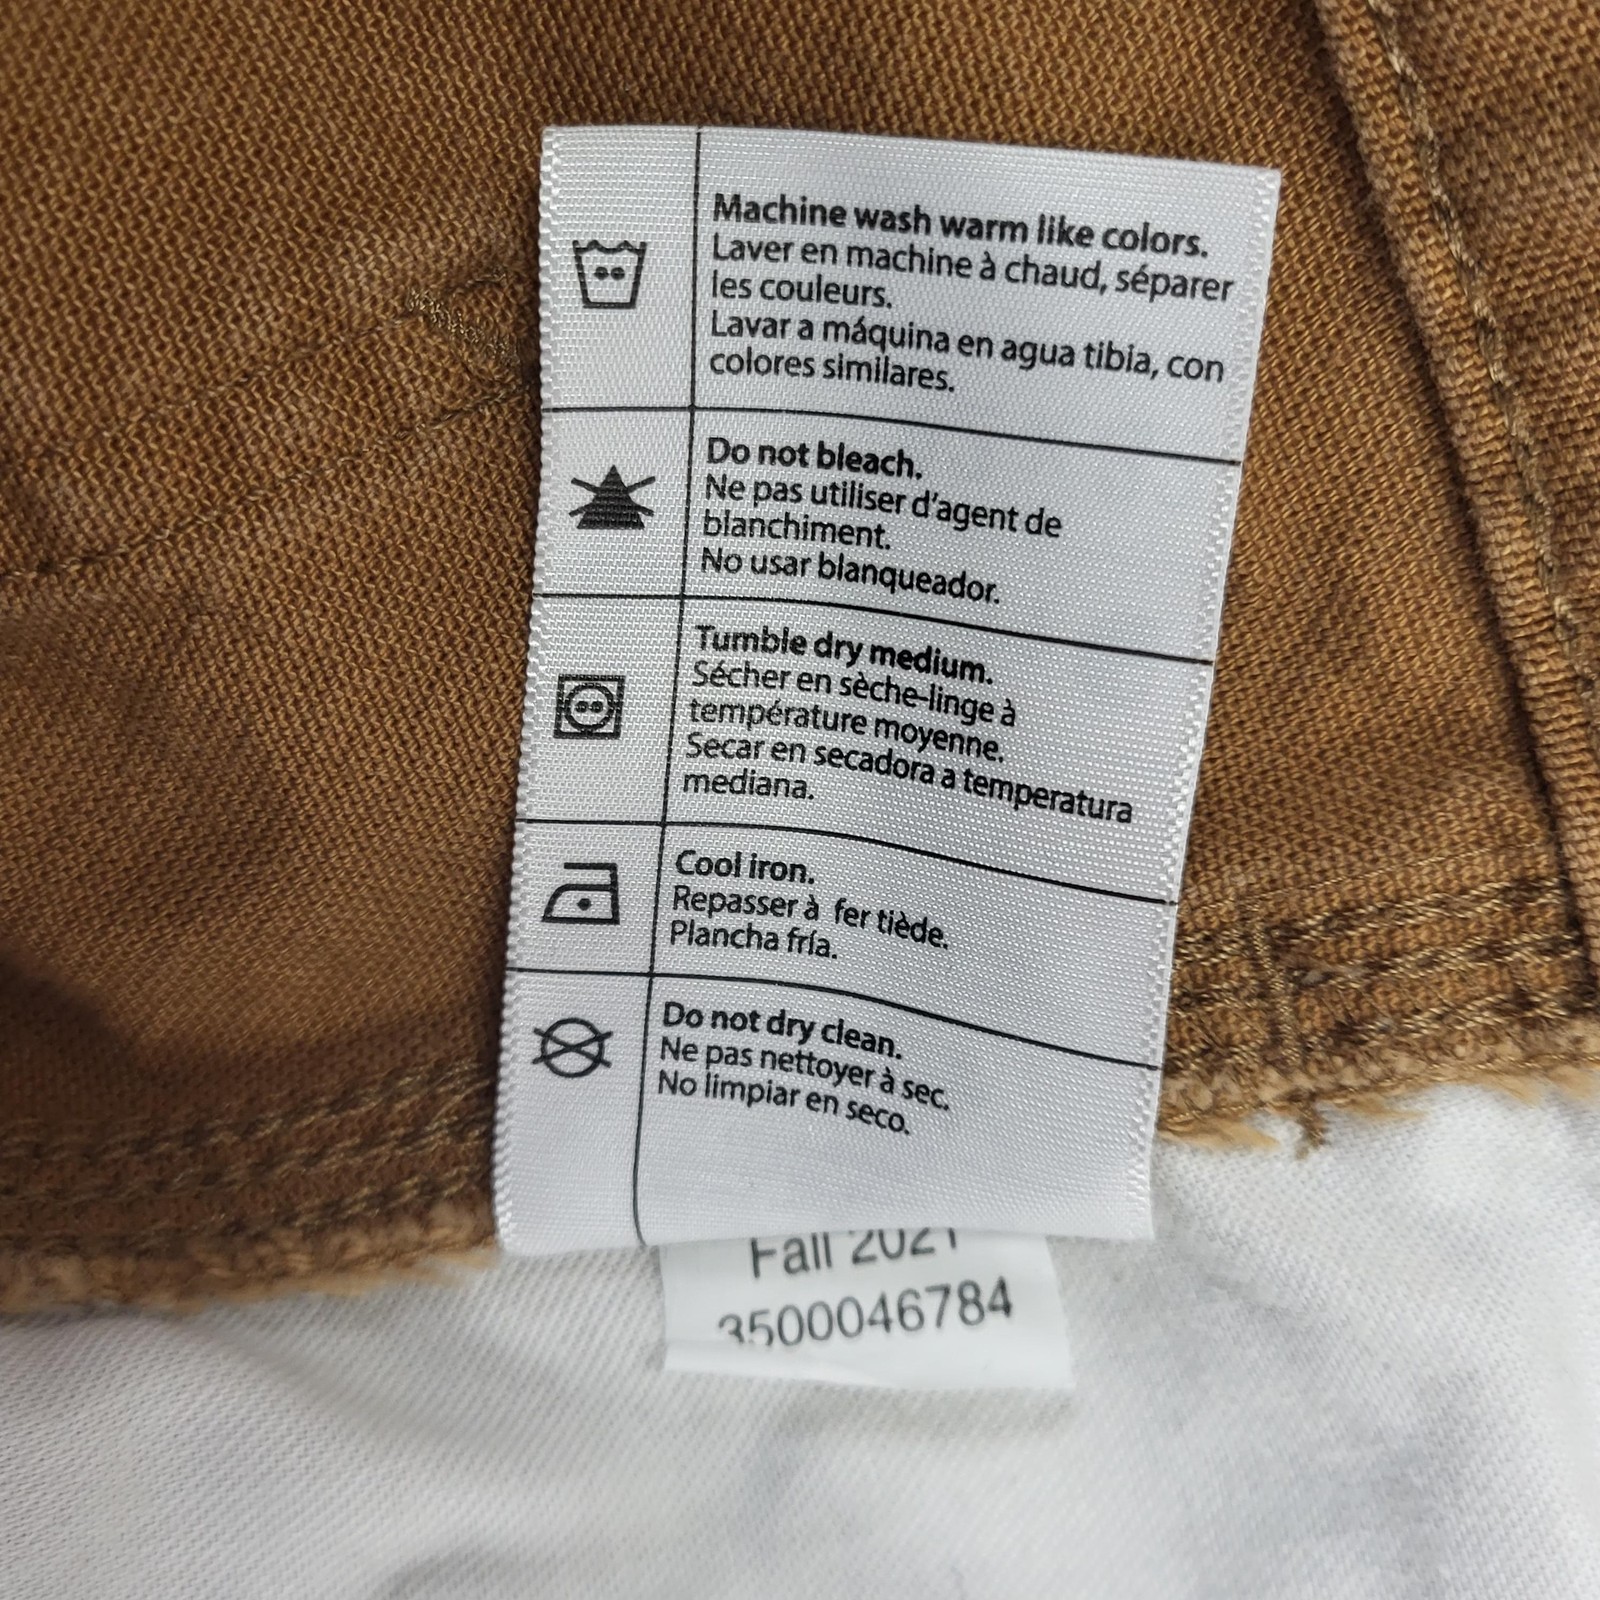 Machine wash warm like colors.
Laver en machine à chaud, séparer
les couleurs.
Lavar a máquina en agua tibia, con
colores similares.
Do not bleach.
Ne pas utiliser d'agent de
blanchiment.
No usar blanqueador.
Tumble dry medium.
Sécher en sèche-linge à
température moyenne.
Secar en secadora a temperatura
mediana.
Cool iron.
Repasser à fer tiède.
Plancha fría.
Do not dry clean.
Ne pas nettoyer à sec.
No limpiar en seco.
Fall 2021
3500046784